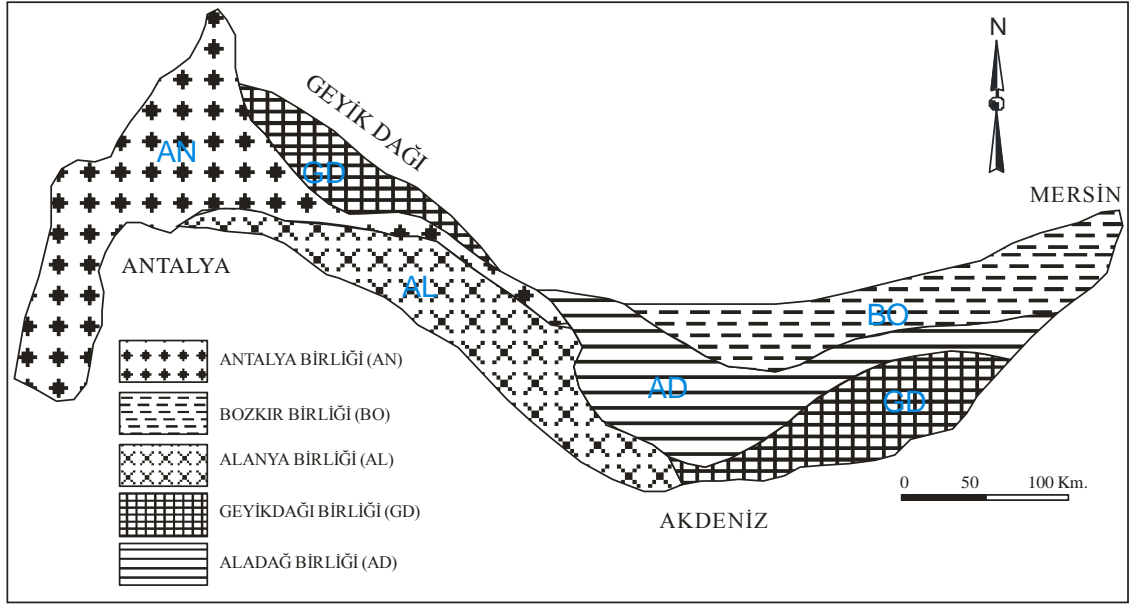 N
GEYİK DAĞI
AN
GD
MERSİN
ANTALYA
AL
BO
AD
GD
ANTALYA BİRLİĞİ (AN)
BOZKIR BİRLİĞİ (BO)
ALANYA BİRLİĞİ (AL)
GEYİKDAĞI BİRLİĞİ (GD)
ALADAĞ BİRLİĞİ (AD)
0 50 100 Km.
AKDENİZ